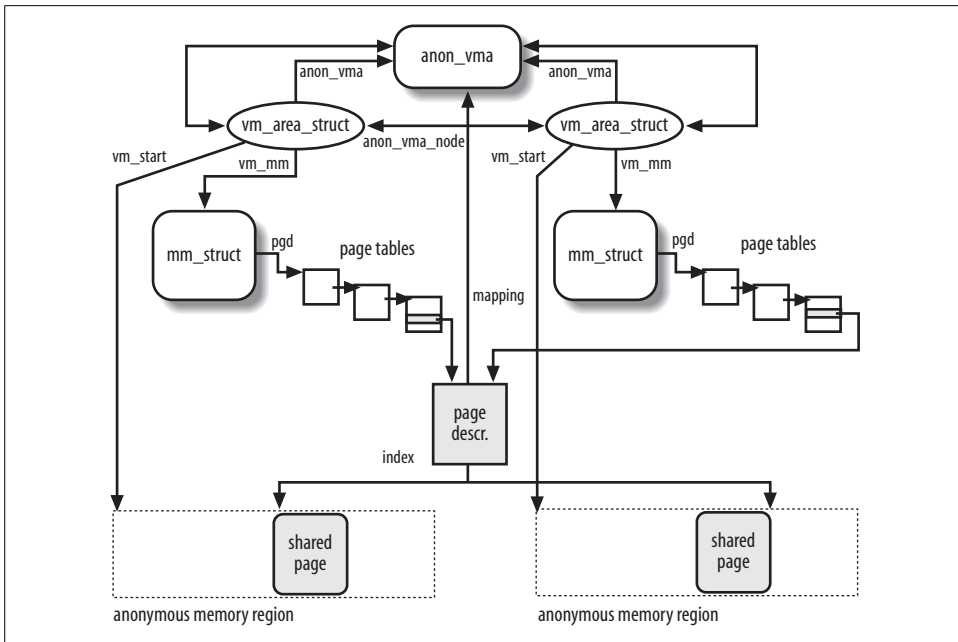 anon_vma
anon_vma
anon_vma
vm_area_struct
vm_area_struct
anon_vma_node
vm_start
vm_mm
vm_start
vm_mm
mm_struct
pgd
page tables
mm_struct
pgd
page tables
mapping
page
descr.
index
shared
page
shared
page
anonymous memory region
anonymous memory region